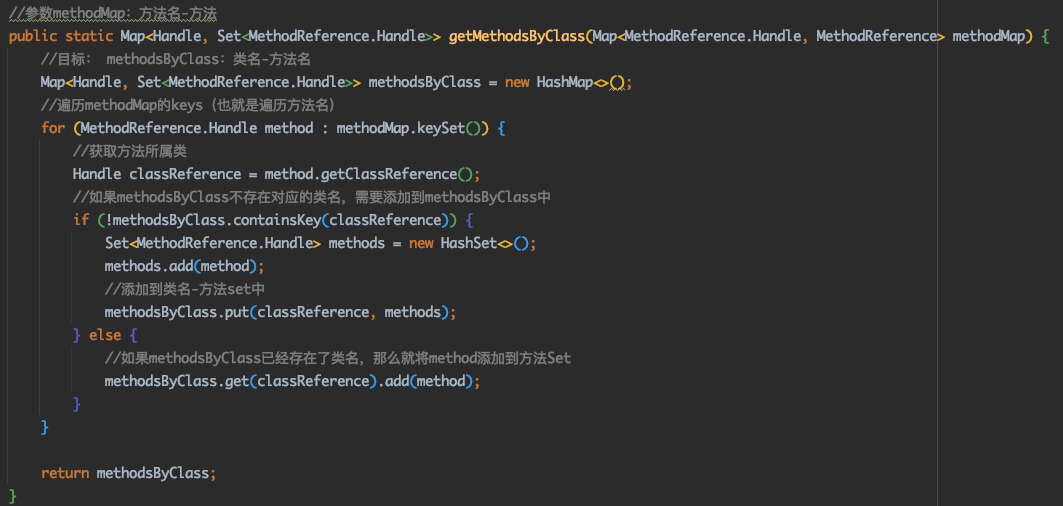 //参数methodMap：方法名-方法
public static Map<Handle, Set<MethodReference.Handle>> getMethodsByClass(Map<MethodReference.Handle, MethodReference> methodMap) {
    //目标： methodsByClass：类名-方法名
    Map<Handle, Set<MethodReference.Handle>> methodsByClass = new HashMap<>();
    //遍历methodMap的keys（也就是遍历方法名）
    for (MethodReference.Handle method : methodMap.keySet()) {
        //获取方法所属类
        Handle classReference = method.getClassReference();
        //如果methodsByClass不存在对应的类名，需要添加到methodsByClass中
        if (!methodsByClass.containsKey(classReference)) {
            Set<MethodReference.Handle> methods = new HashSet<>();
            methods.add(method);
            //添加到类名-方法set中
            methodsByClass.put(classReference, methods);
        } else {
            //如果methodsByClass已经存在了类名，那么就将method添加到方法Set
            methodsByClass.get(classReference).add(method);
        }
    }
    return methodsByClass;
}